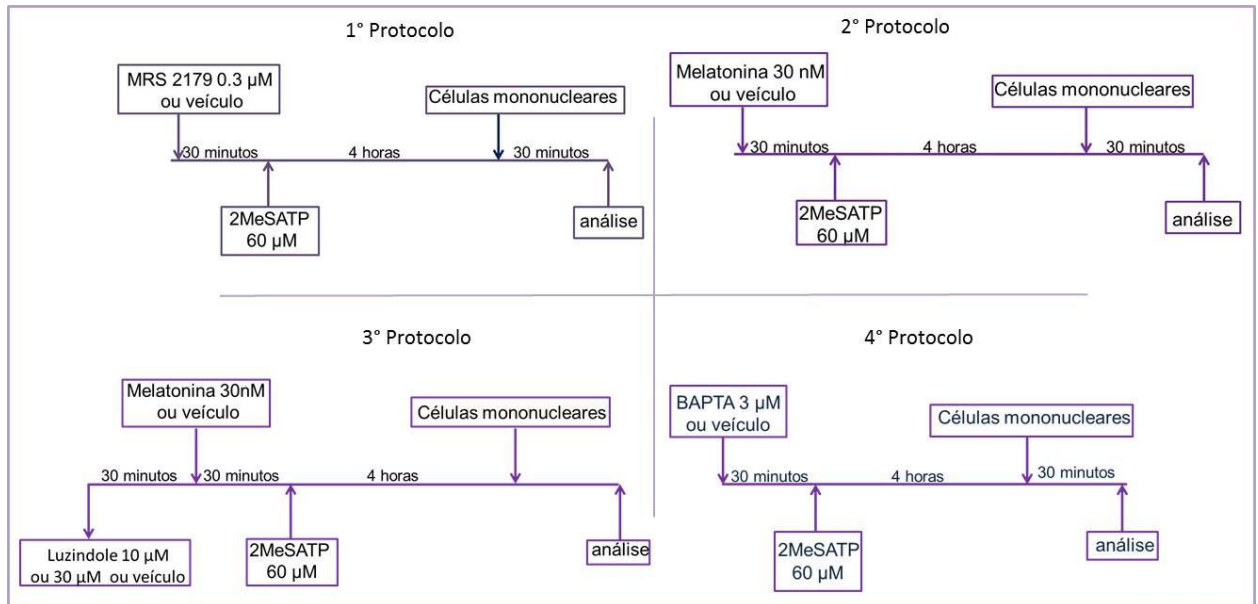 1° Protocolo
MRS 2179 0.3 µM
ou veículo
Células mononucleares
30 minutos
4 horas
30 minutos
2MeSATP
60 µM
análise
2° Protocolo
Melatonina 30 nM
ou veículo
Células mononucleares
30 minutos
4 horas
30 minutos
2MeSATP
60 µM
análise
3° Protocolo
Melatonina 30nM
ou veículo
Células mononucleares
30 minutos
30 minutos
4 horas
Luzindole 10 µM
ou 30 µM ou veículo
2MeSATP
60 µM
análise
4° Protocolo
BAPTA 3 µM
ou veículo
Células mononucleares
30 minutos
4 horas
30 minutos
2MeSATP
60 µM
análise